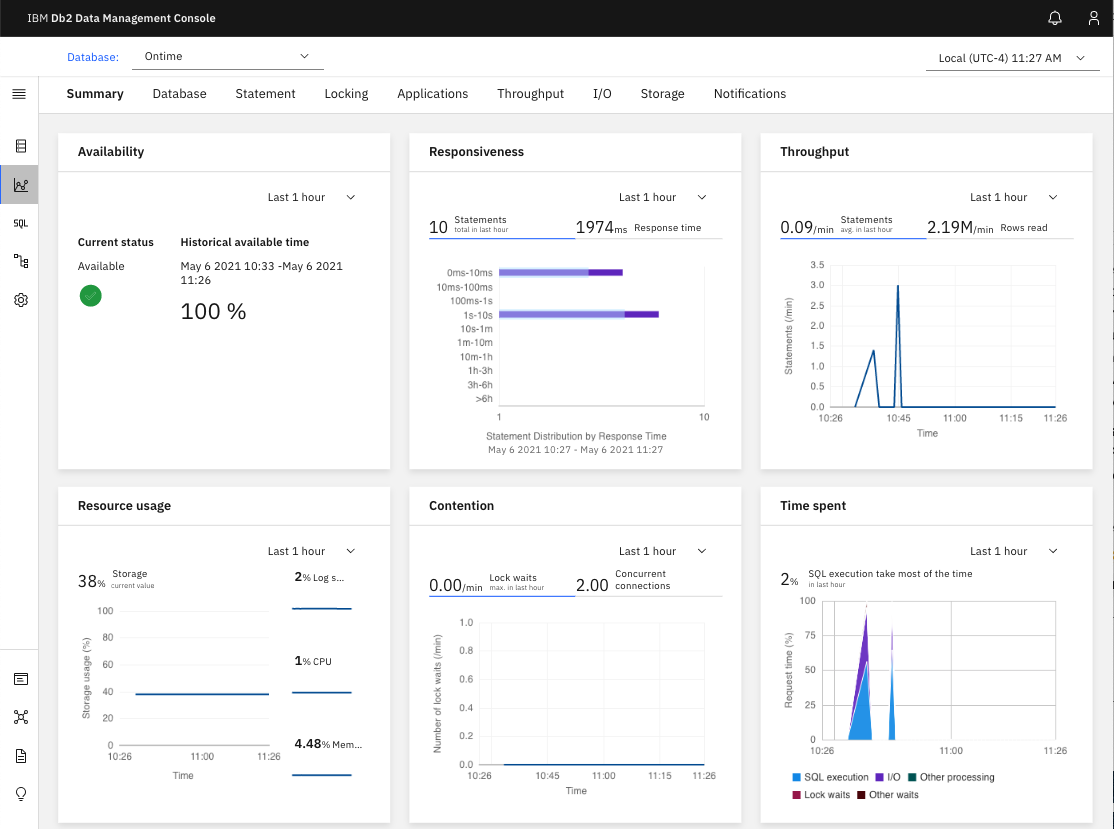 IBM Db2 Data Management Console
Database: Ontime
Local (UTC-4) 11:27 AM
Summary Database Statement Locking Applications Throughput I/O Storage Notifications
SQL
Availability
Last 1 hour
Current status Historical available time
Available May 6 2021 10:33 -May 6 2021
11:26
100 %
Responsiveness
Last 1 hour
10 Statements total in last hour 1974ms Response time
0ms-10ms
10ms-100ms
100ms-1s
1s-10s
10s-1m
1m-10m
10m-1h
1h-3h
3h-6h
>6h
1 10
Statement Distribution by Response Time
May 6 2021 10:27 - May 6 2021 11:27
Throughput
Last 1 hour
0.09/min Statements avg. in last hour 2.19M/min Rows read
Statements (/min)
3.5
3.0
2.5
2.0
1.5
1.0
0.5
0.0
10:26 10:45 11:00 11:15 11:26
Time
Resource usage
Last 1 hour
38% Storage current value
Storage usage (%)
100
80
60
40
20
0
10:26 11:00 11:26
Time
2% Log s...
1% CPU
4.48% Mem...
Contention
Last 1 hour
0.00/min Lock waits max. in last hour 2.00 Concurrent connections
Number of lock waits (/min)
1.0
0.8
0.6
0.4
0.2
0.0
10:26 10:45 11:00 11:15 11:26
Time
Time spent
Last 1 hour
2% SQL execution take most of the time
in last hour
Request time (%)
100
75
50
25
0
10:26 11:00 11:26
SQL execution I/O Other processing
Lock waits Other waits